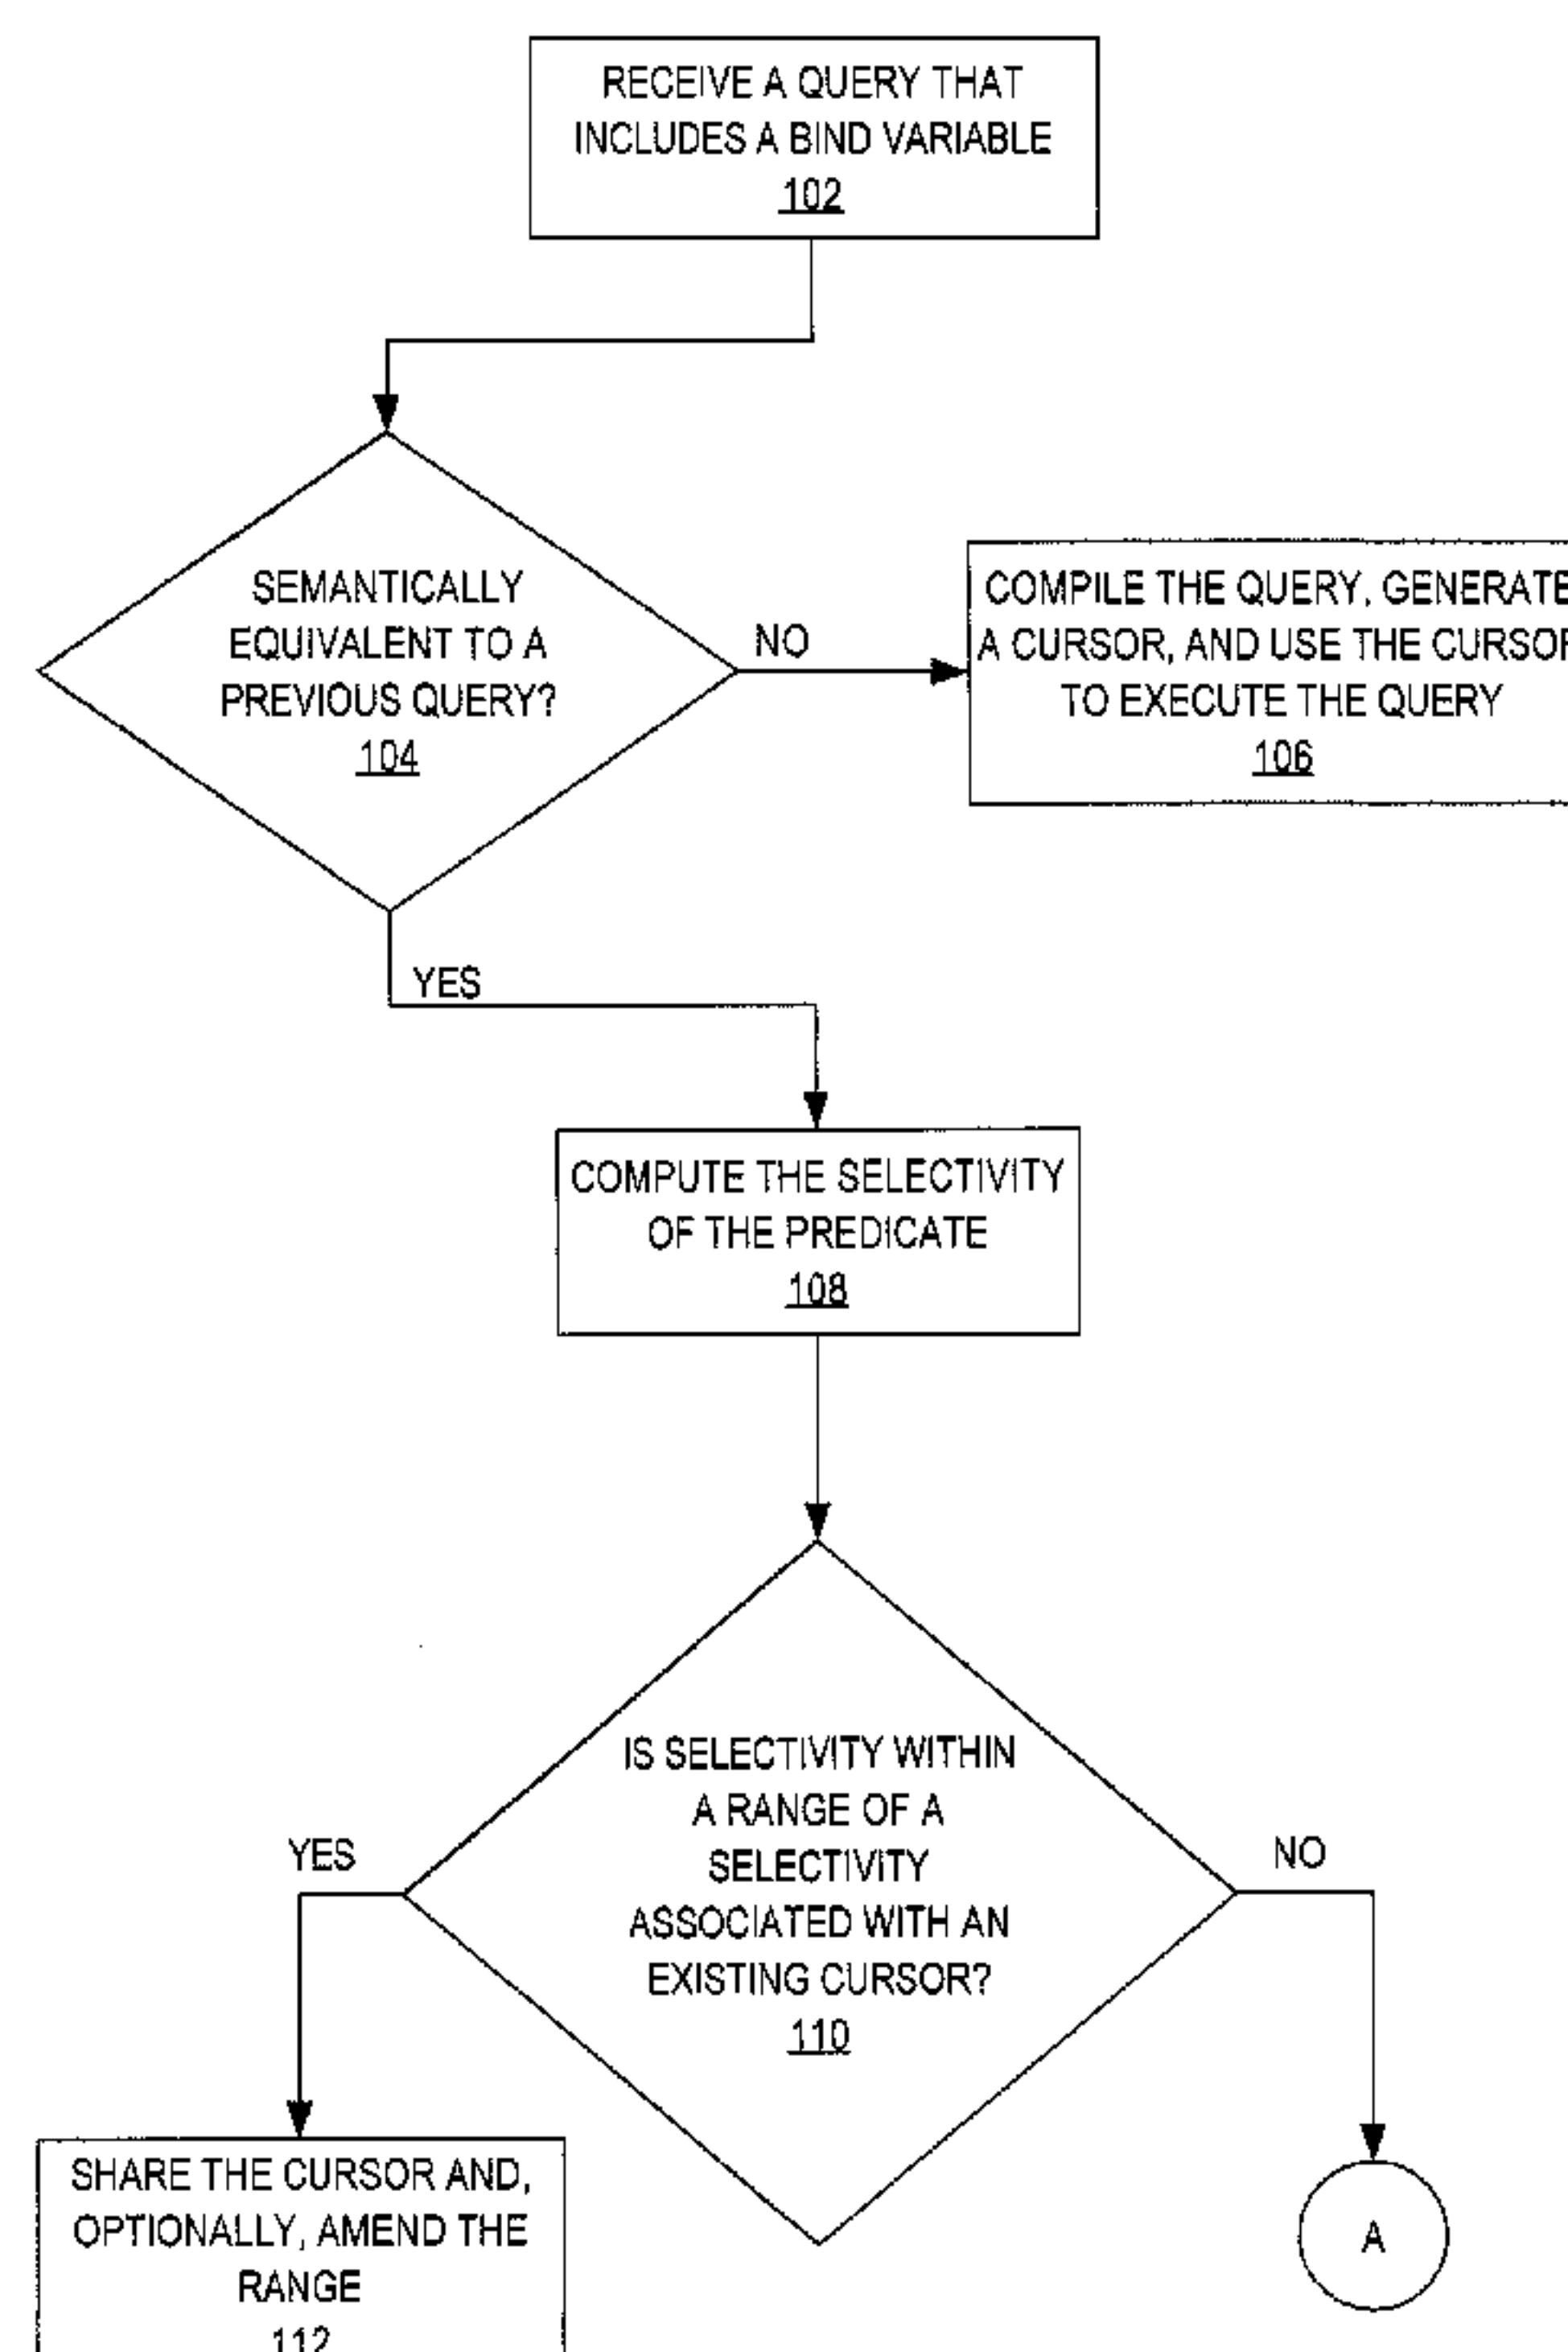 RECEIVE A QUERY THAT
INCLUDES A BIND VARIABLE
102
SEMANTICALLY
EQUIVALENT TO A
PREVIOUS QUERY?
104
NO
COMPILE THE QUERY, GENERATE
A CURSOR, AND USE THE CURSOR
TO EXECUTE THE QUERY
106
YES
COMPUTE THE SELECTIVITY
OF THE PREDICATE
108
IS SELECTIVITY WITHIN
A RANGE OF A
SELECTIVITY
ASSOCIATED WITH AN
EXISTING CURSOR?
110
YES
NO
SHARE THE CURSOR AND,
OPTIONALLY, AMEND THE
RANGE
112
A